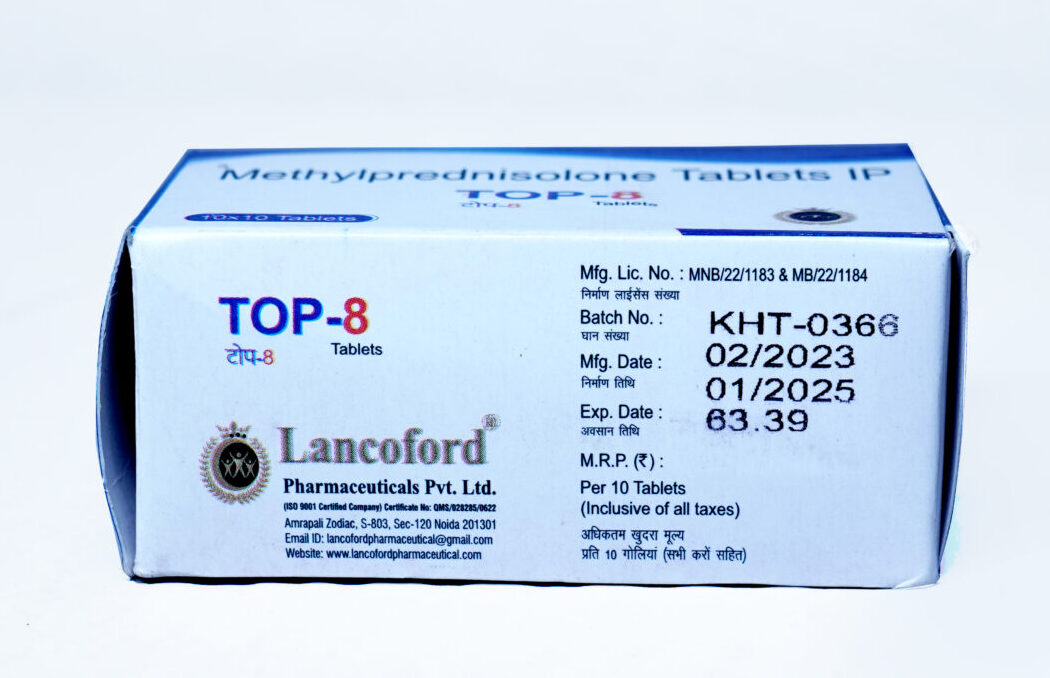 Methylprednisolone Tablets IP
TOP-8
टोप-8 Tablets
10x10 Tablets
TOP-8
टोप-8 Tablets
Lancoford
Pharmaceuticals Pvt. Ltd.
(ISO 9001 Certified Company) Certificate No: QMS/028285/0622
Amrapali Zodiac, S-803, Sec-120 Noida 201301
Email ID: lancofordpharmaceutical@gmail.com
Website: www.lancofordpharmaceutical.com
Mfg. Lic. No. : MNB/22/1183 & MB/22/1184
निर्माण लाईसेंस संख्या
Batch No. : KHT-0366
घान संख्या
Mfg. Date : 02/2023
निर्माण तिथि 01/2025
Exp. Date : 63.39
अवसान तिथि
M.R.P. (₹) :
Per 10 Tablets
(Inclusive of all taxes)
अधिकतम खुदरा मूल्य
प्रति 10 गोलियां (सभी करों सहित)